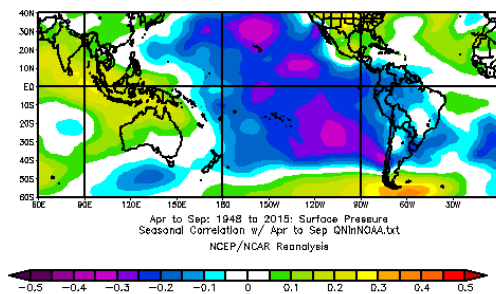 40N
30N
20N
10N
EQ
10S
20S
30S
40S
50S
60S
60E 90E 120E 150E 180 150W 120W 90W 60W 30W
Apr to Sep: 1948 to 2015: Surface Pressure
Seasonal Correlation w/ Apr to Sep QNInNOAA.txt
NCEP/NCAR Reanalysis
-0.5 -0.4 -0.3 -0.2 -0.1 0 0.1 0.2 0.3 0.4 0.5